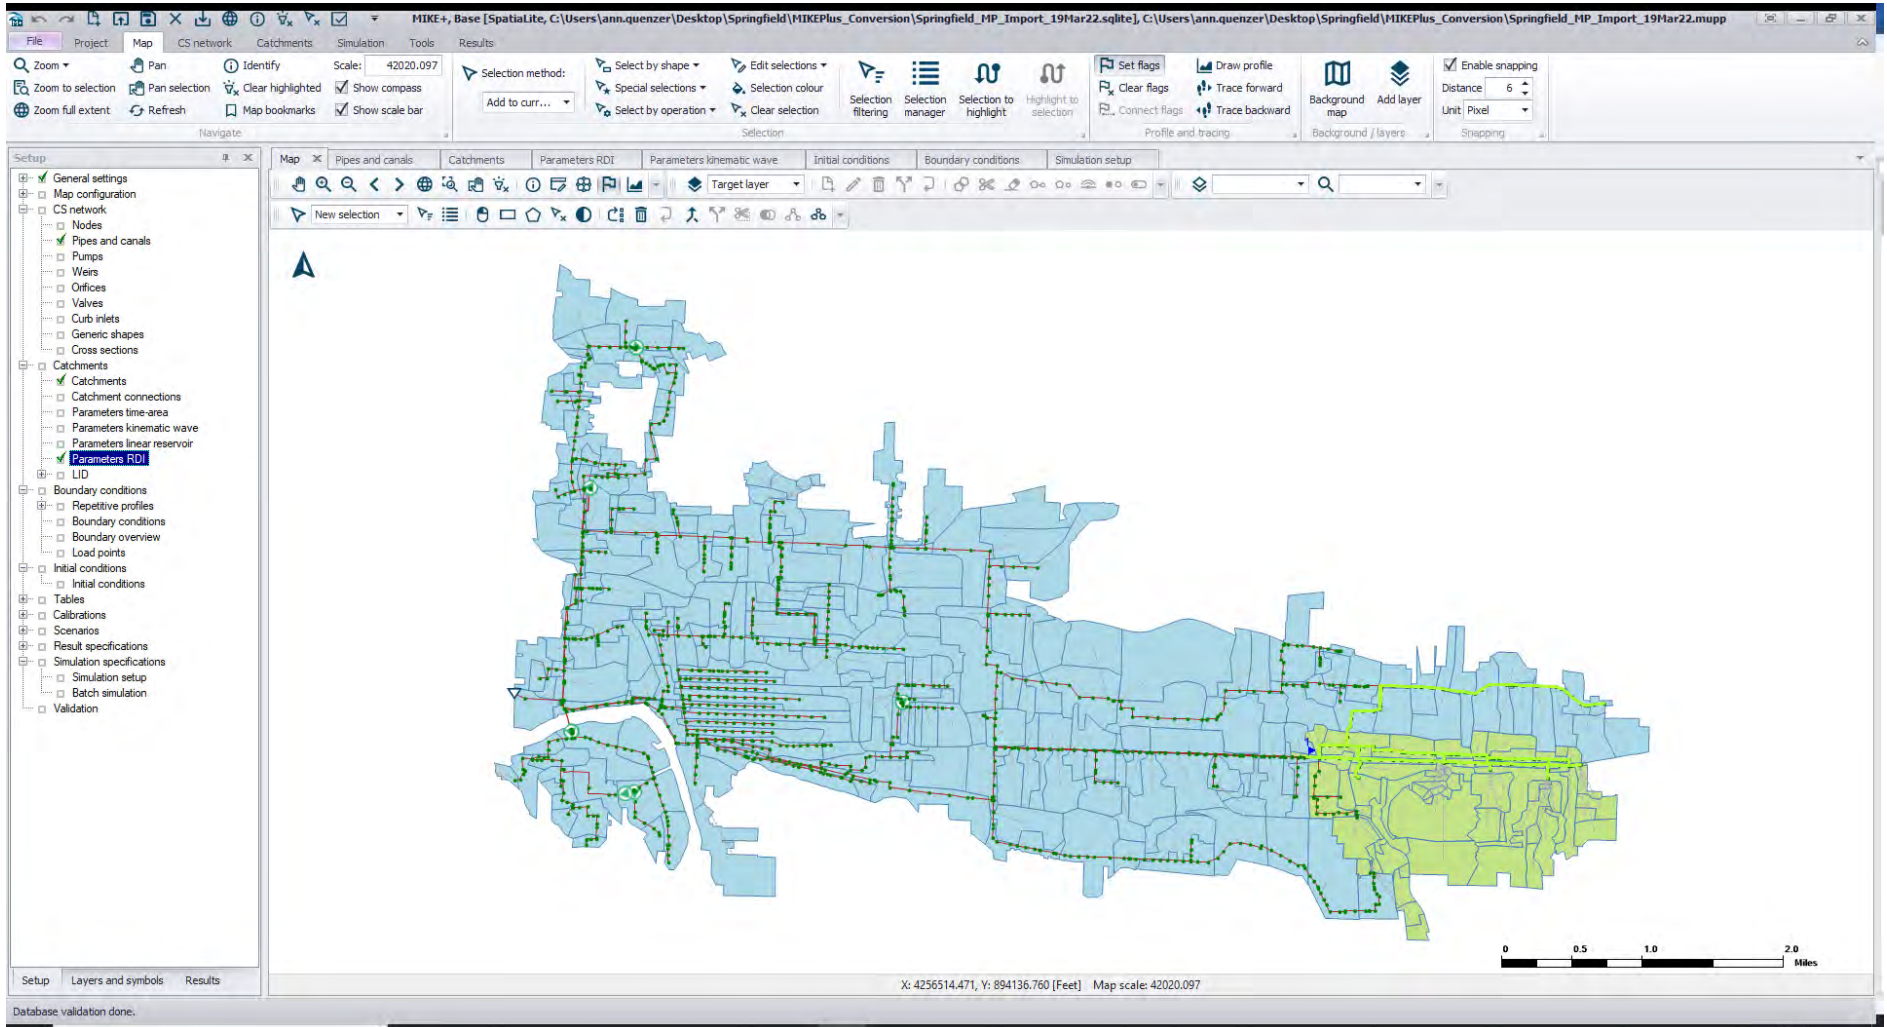 MIKE+, Base [SpatiaLite, C:\Users\ann.quenzer\Desktop\Springfield\MIKEPlus_Conversion\Springfield_MP_Import_19Mar22.sqlite], C:\Users\ann.quenzer\Desktop\Springfield\MIKEPlus_Conversion\Springfield_MP_Import_19Mar22.mupp
File Project Map CS network Catchments Simulation Tools Results
Zoom Pan Identify Scale: 42020.097 Selection method: Select by shape Edit selections Set flags Draw profile Enable snapping
Zoom to selection Pan selection Clear highlighted Show compass Add to curr... Special selections Selection colour Clear flags Trace forward Distance 6
Zoom full extent Refresh Map bookmarks Show scale bar Select by operation Clear selection Connect flags Trace backward Unit Pixel
Selection filtering Selection manager Selection to highlight Highlight to selection Background map Add layer
Navigate Selection Profile and tracing Background / layers Snapping
Setup
Map Pipes and canals Catchments Parameters RDI Parameters kinematic wave Initial conditions Boundary conditions Simulation setup
Target layer
New selection
General settings
Map configuration
CS network
Nodes
Pipes and canals
Pumps
Weirs
Orifices
Valves
Curb inlets
Generic shapes
Cross sections
Catchments
Catchments
Catchment connections
Parameters time-area
Parameters kinematic wave
Parameters linear reservoir
Parameters RDI
LID
Boundary conditions
Repetitive profiles
Boundary conditions
Boundary overview
Load points
Initial conditions
Initial conditions
Tables
Calibrations
Scenarios
Result specifications
Simulation specifications
Simulation setup
Batch simulation
Validation
0 0.5 1.0 2.0
Miles
Setup Layers and symbols Results
X: 4256514.471, Y: 894136.760 [Feet] Map scale: 42020.097
Database validation done.